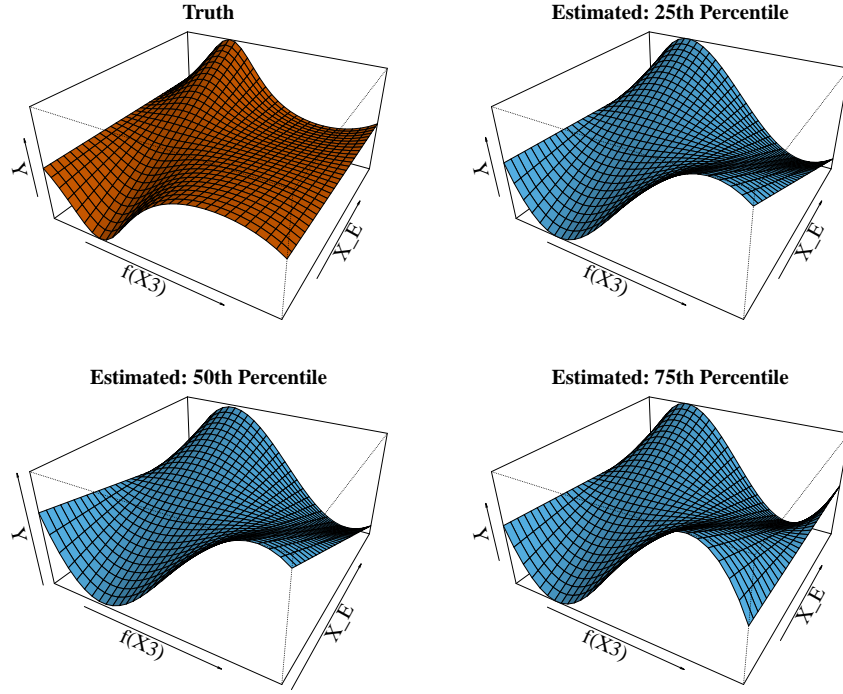 Truth
Y
f(X3)
X_E
Estimated: 25th Percentile
Y
f(X3)
X_E
Estimated: 50th Percentile
Y
f(X3)
X_E
Estimated: 75th Percentile
Y
f(X3)
X_E